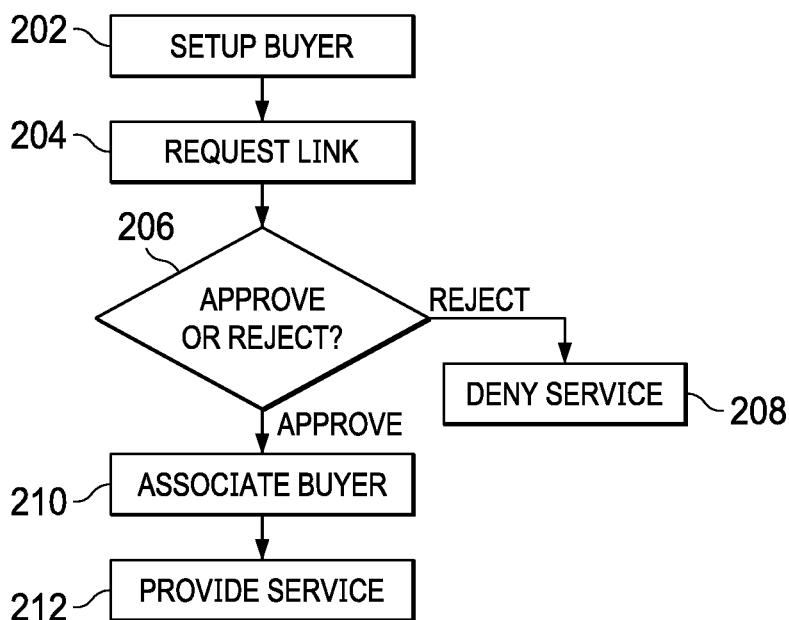 202
SETUP BUYER
204
REQUEST LINK
206
APPROVE
OR REJECT?
REJECT
DENY SERVICE
208
APPROVE
210
ASSOCIATE BUYER
212
PROVIDE SERVICE